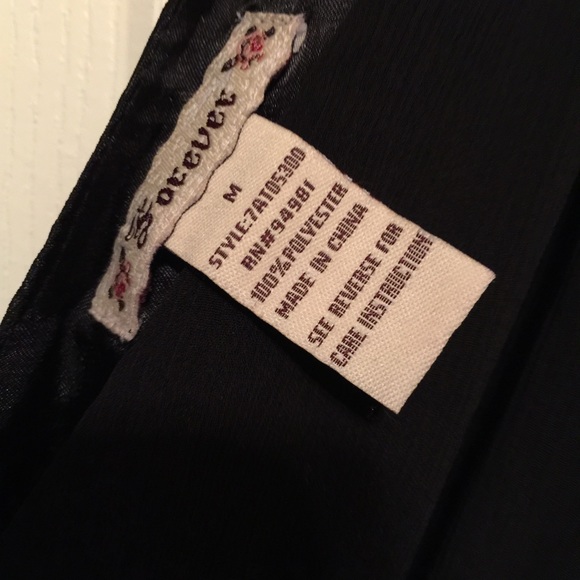 Forever
M
STYLE:7AT05300
RN#94981
100%POLYESTER
MADE IN CHINA
SEE REVERSE FOR
CARE INSTRUCTION